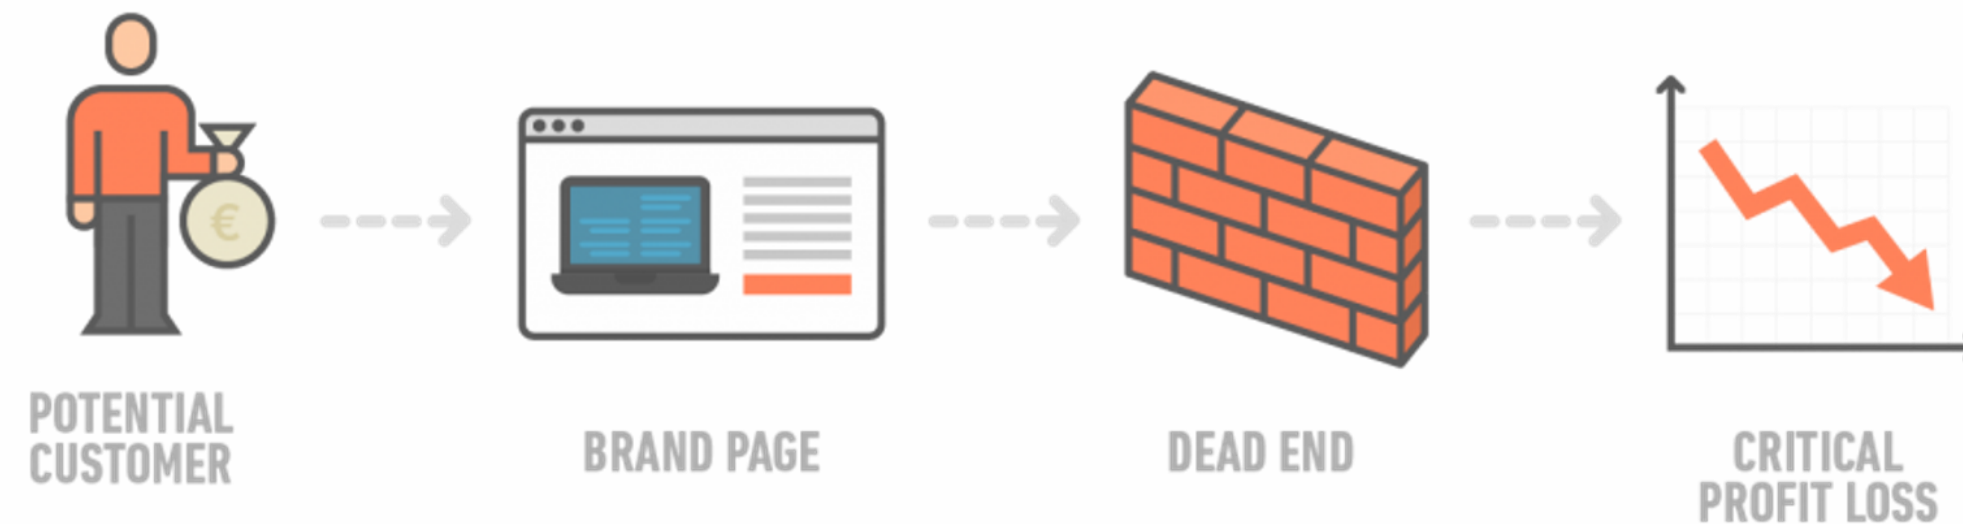 €
POTENTIAL
CUSTOMER
BRAND PAGE
DEAD END
CRITICAL
PROFIT LOSS